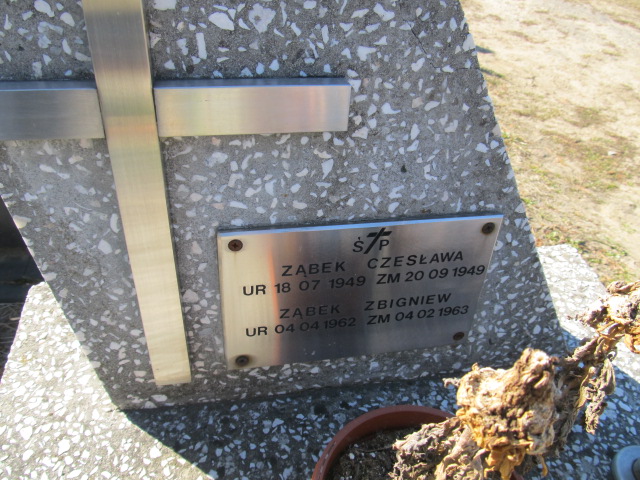 Ś P
ZĄBEK CZESŁAWA
UR 18 07 1949 ZM 20 09 1949
ZĄBEK ZBIGNIEW
UR 04 04 1962 ZM 04 02 1963